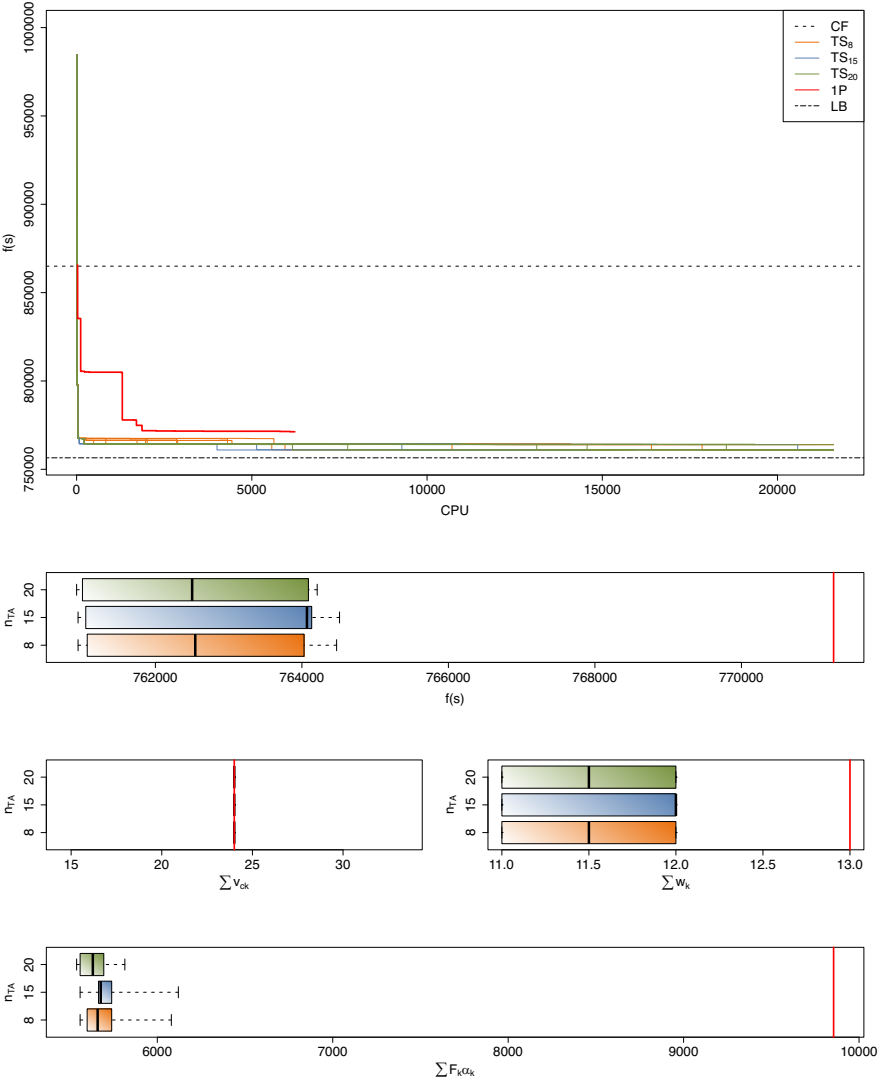 CF
TS8
TS15
TS20
1P
LB
f(s)
1000000
950000
900000
850000
800000
750000
0 5000 10000 15000 20000
CPU
nTA
20
15
8
762000 764000 766000 768000 770000
f(s)
nTA
20
15
8
15 20 25 30
∑ vck
nTA
20
15
8
11.0 11.5 12.0 12.5 13.0
∑ wk
nTA
20
15
8
6000 7000 8000 9000 10000
∑ Fkαk